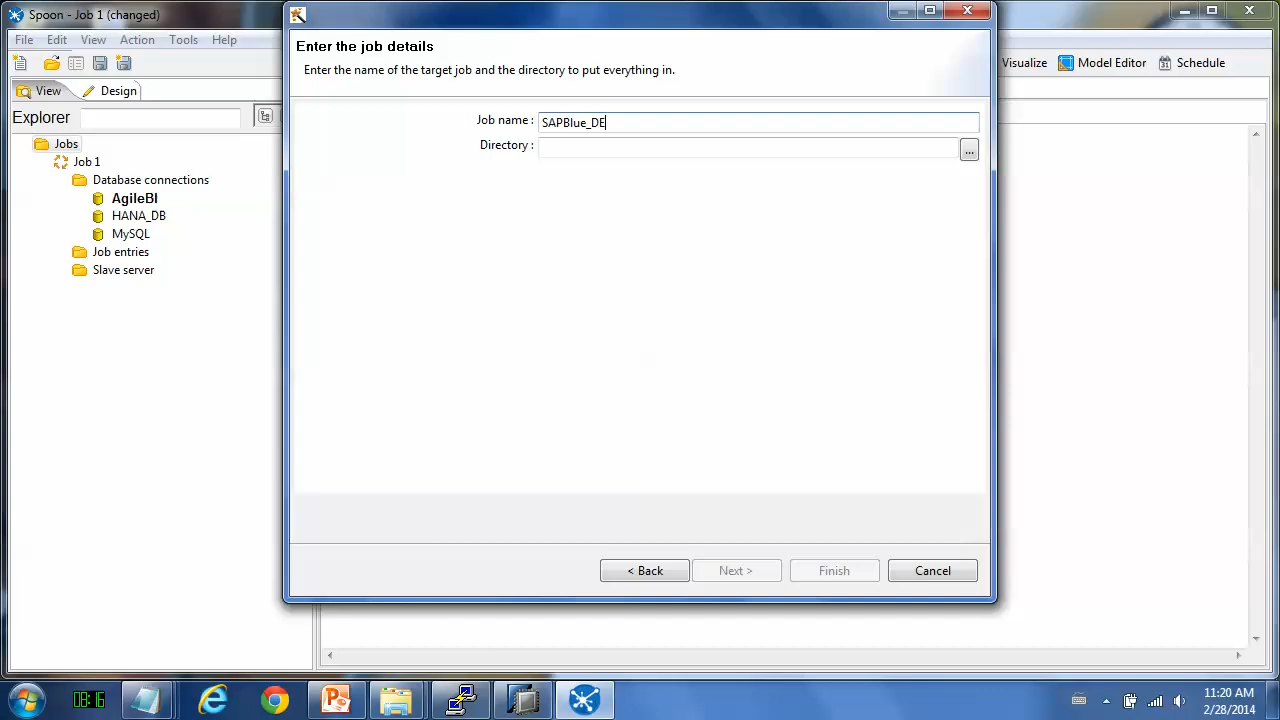 Spoon - Job 1 (changed)
File Edit View Action Tools Help
View Design
Explorer
Jobs
Job 1
Database connections
AgileBI
HANA_DB
MySQL
Job entries
Slave server
Enter the job details
Enter the name of the target job and the directory to put everything in.
Job name : SAPBlue_DE
Directory :
...
< Back Next > Finish Cancel
Visualize Model Editor Schedule
08:16
11:20 AM
2/28/2014